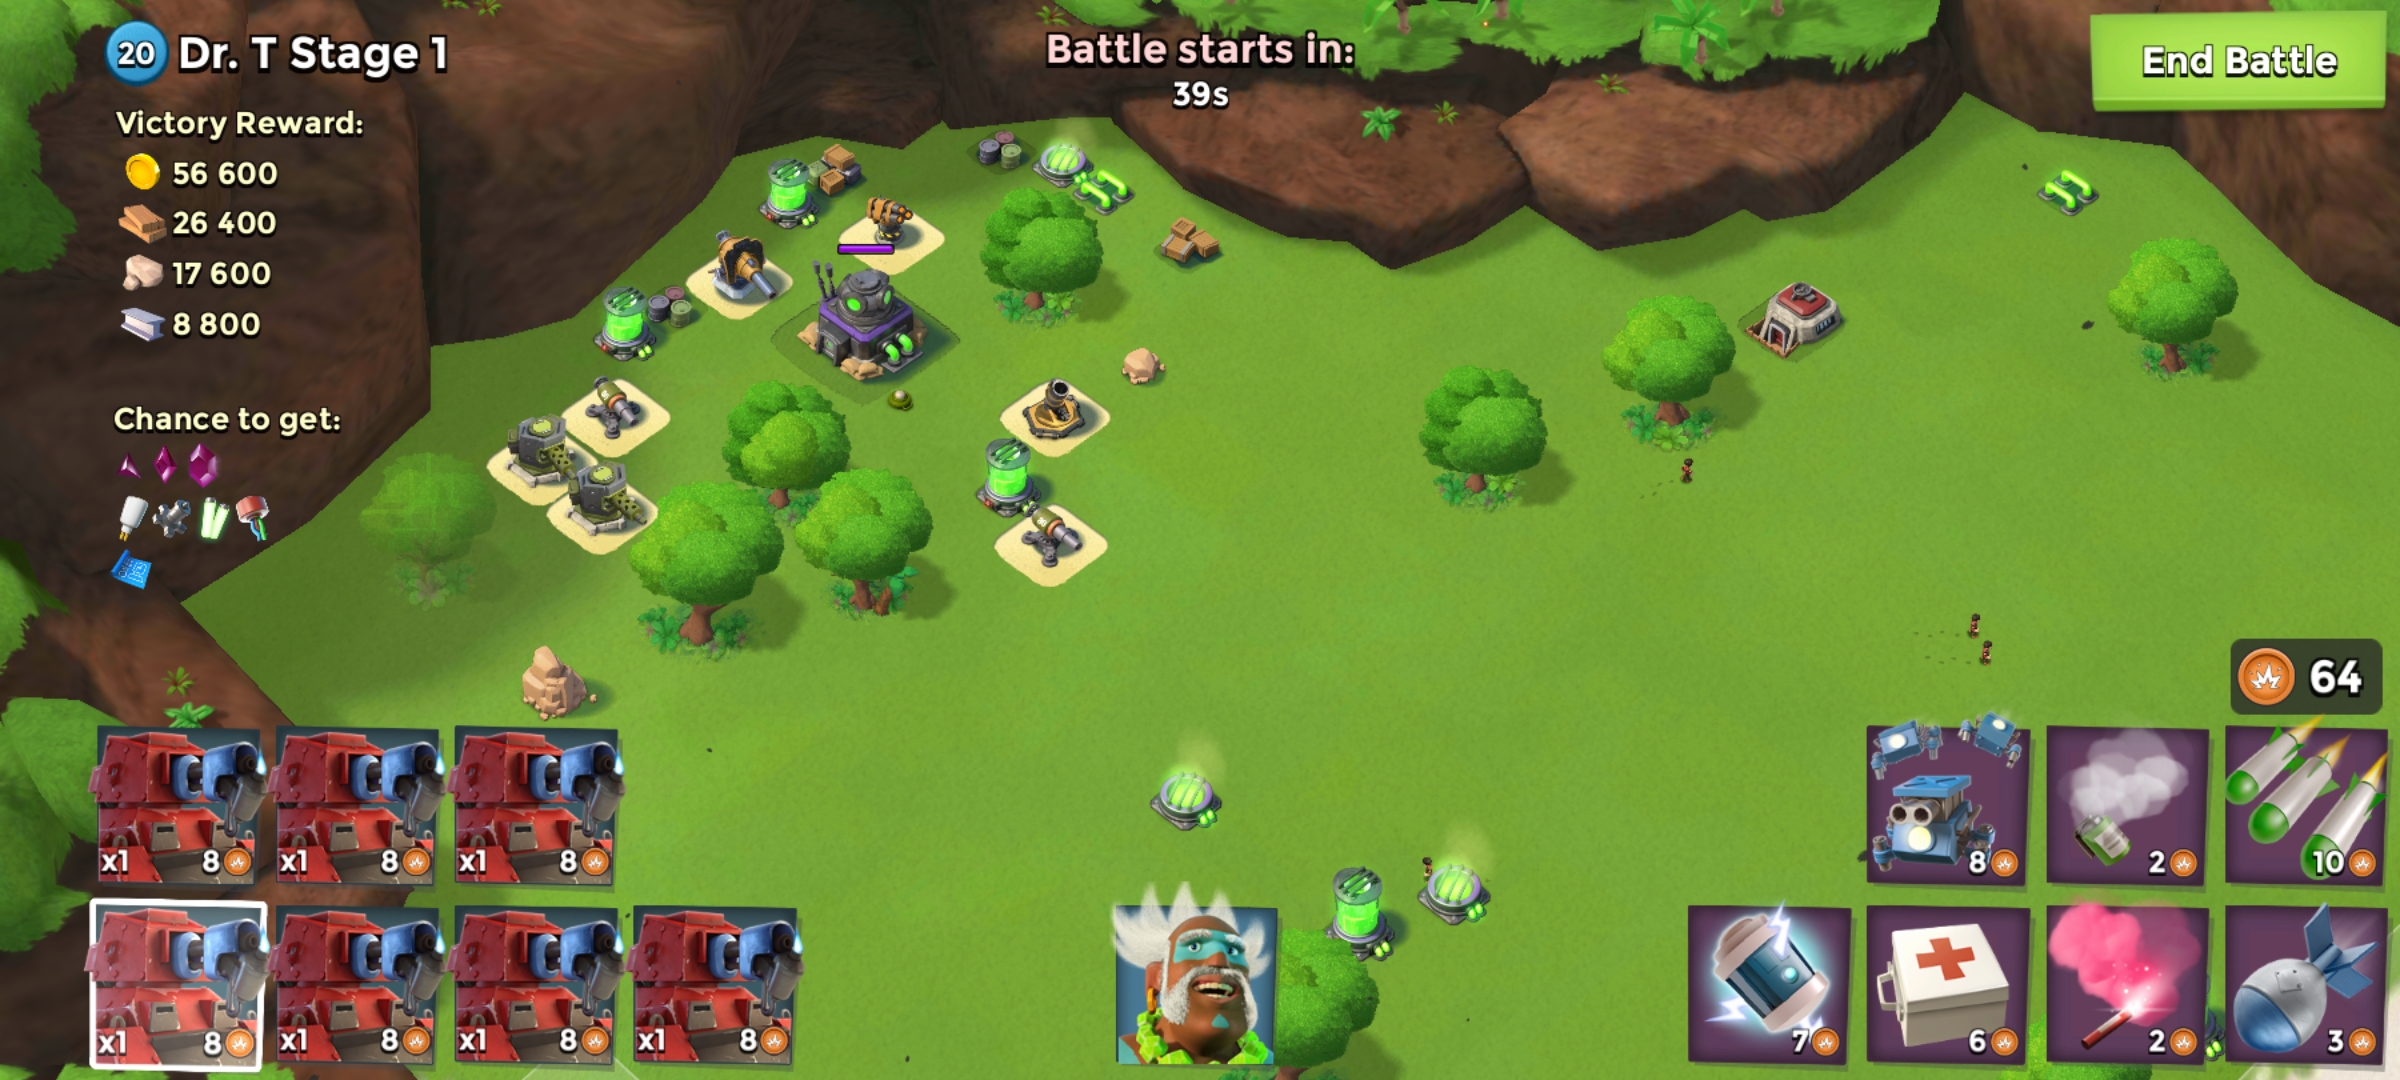 20 Dr. T Stage 1
Battle starts in:
39s
End Battle
Victory Reward:
56 600
26 400
17 600
8 800
Chance to get:
64
x1 8
x1 8
x1 8
8
2
10
x1 8
x1 8
x1 8
x1 8
7
6
2
3